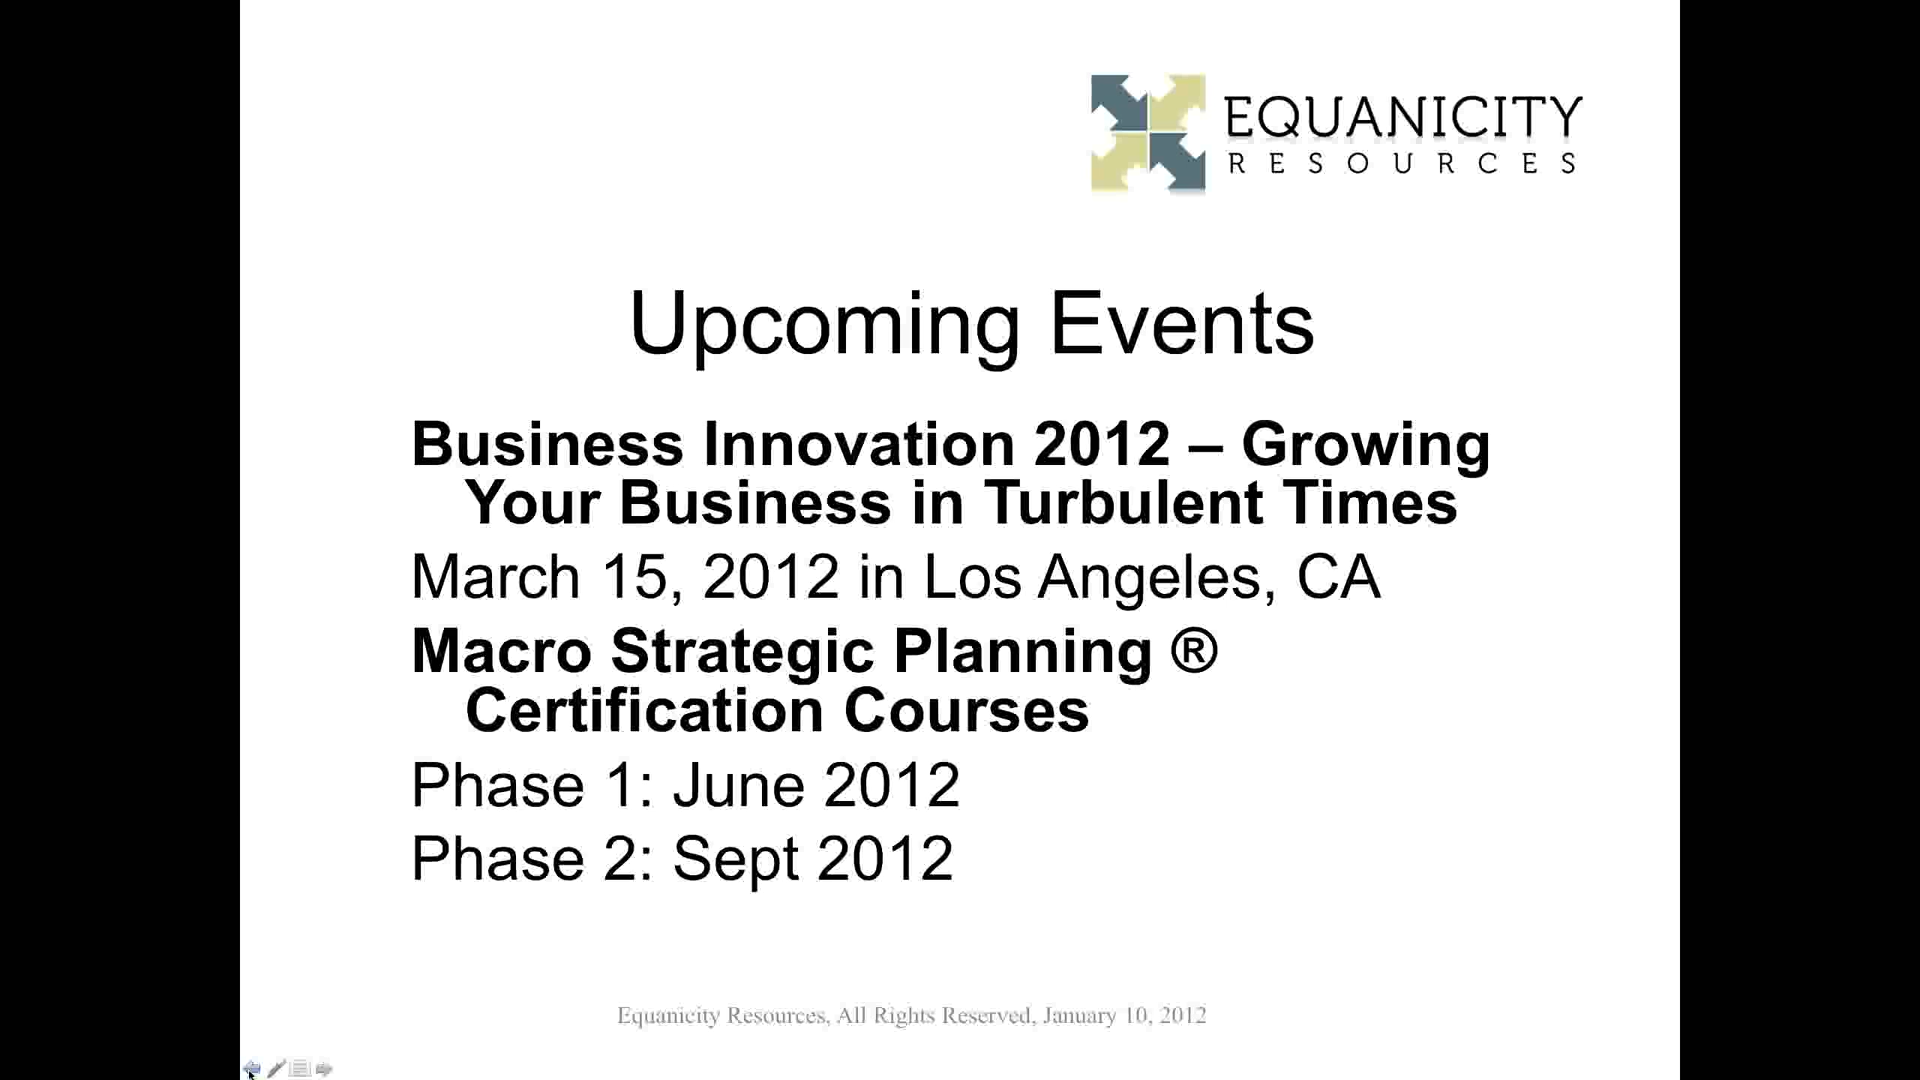 EQUANICITY
RESOURCES
Upcoming Events
Business Innovation 2012 – Growing
Your Business in Turbulent Times
March 15, 2012 in Los Angeles, CA
Macro Strategic Planning ®
Certification Courses
Phase 1: June 2012
Phase 2: Sept 2012
Equanicity Resources, All Rights Reserved, January 10, 2012